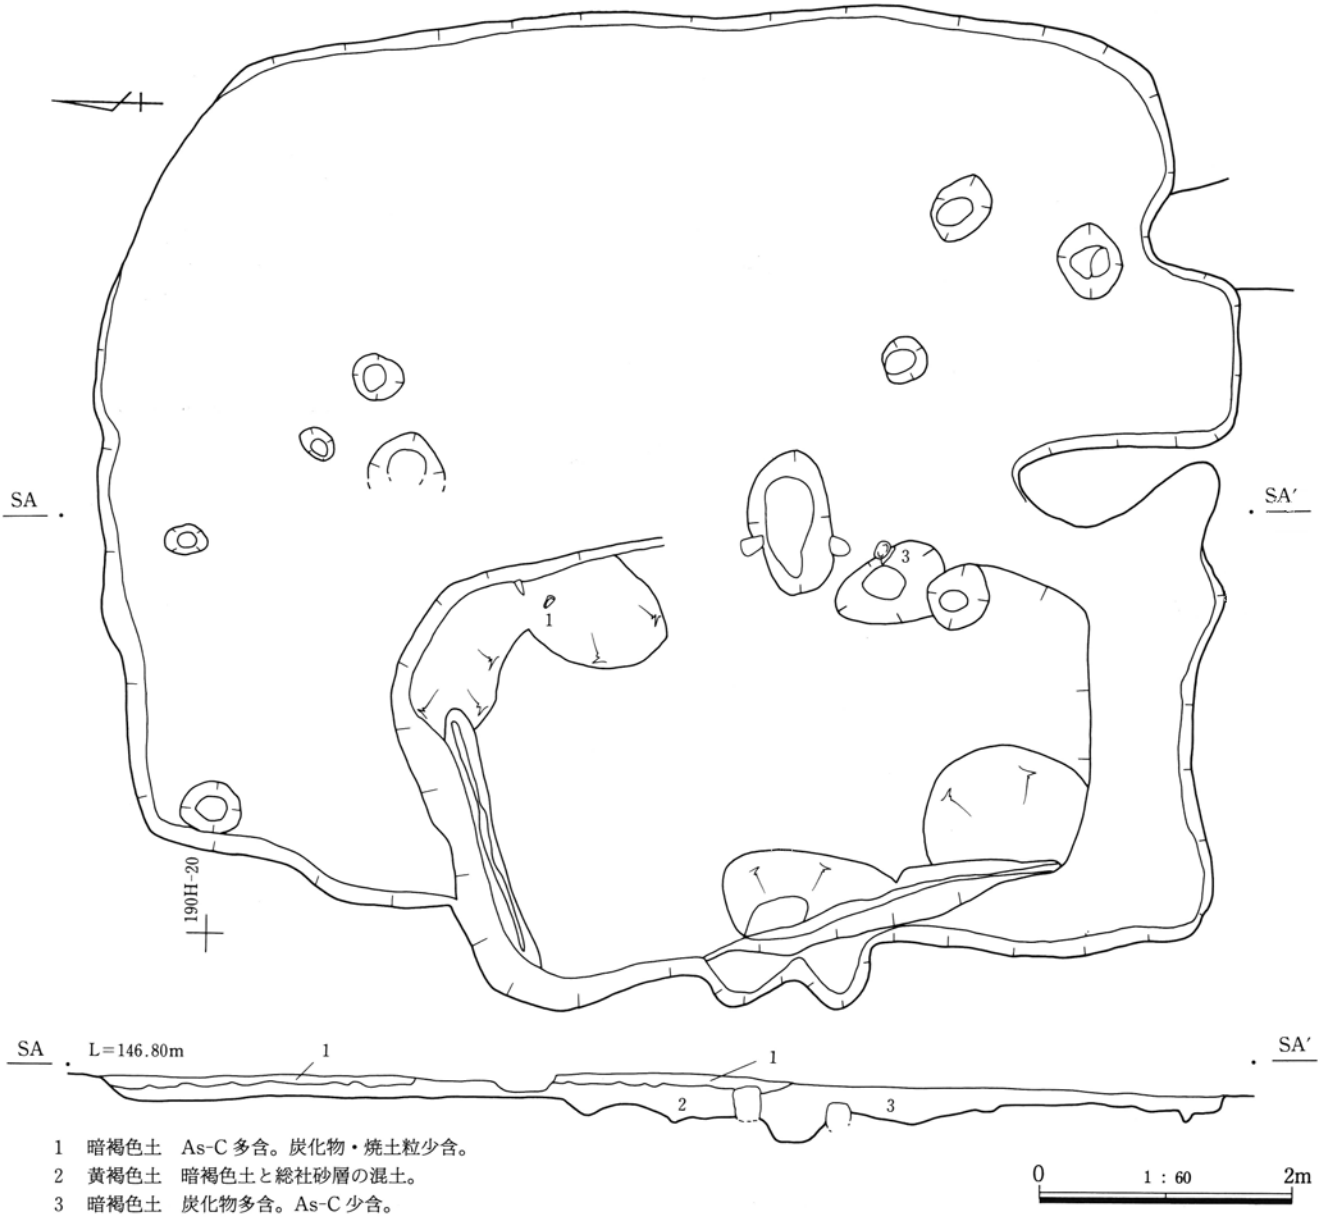 3
1
SA
SA′
190H-20
SA
L=146.80m
1
1
SA′
2
3
1 暗褐色土 As-C 多含。炭化物・焼土粒少含。
2 黄褐色土 暗褐色土と総社砂層の混土。
3 暗褐色土 炭化物多含。As-C 少含。
0 1 : 60 2m